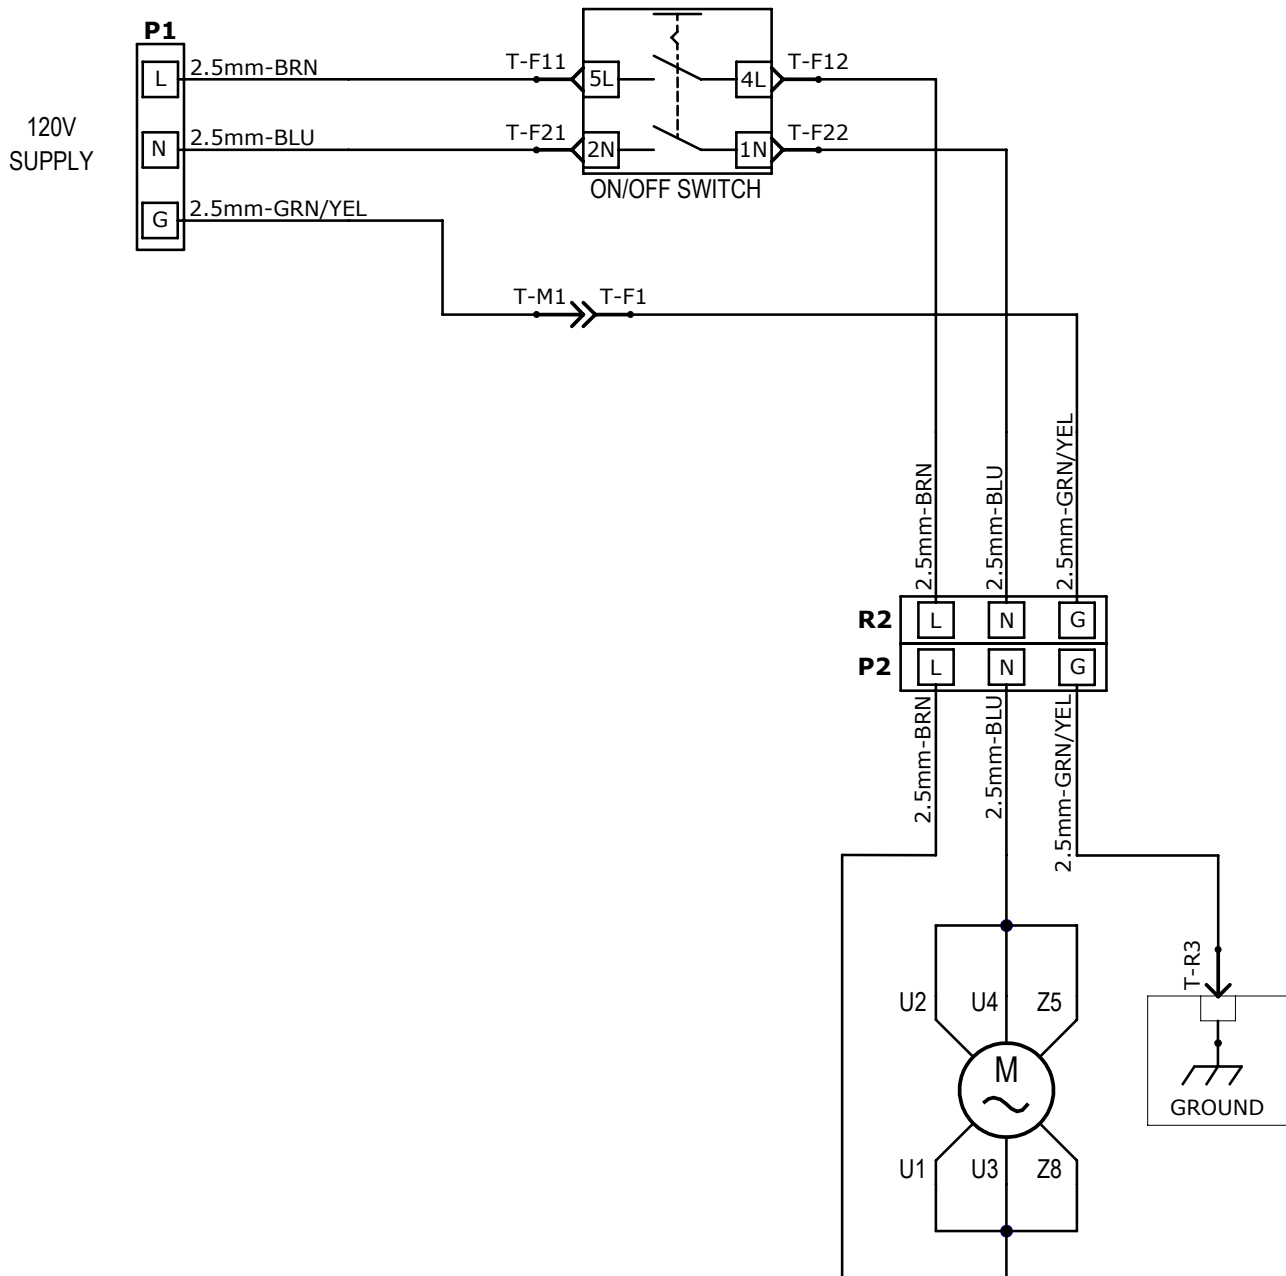 P1
L
2.5mm-BRN
T-F11
5L
4L
T-F12
120V
SUPPLY
N
2.5mm-BLU
T-F21
2N
1N
T-F22
ON/OFF SWITCH
G
2.5mm-GRN/YEL
T-M1
T-F1
2.5mm-BRN
2.5mm-BLU
2.5mm-GRN/YEL
R2
L
N
G
P2
L
N
G
2.5mm-BRN
2.5mm-BLU
2.5mm-GRN/YEL
T-R3
U2
U4
Z5
M
GROUND
U1
U3
Z8